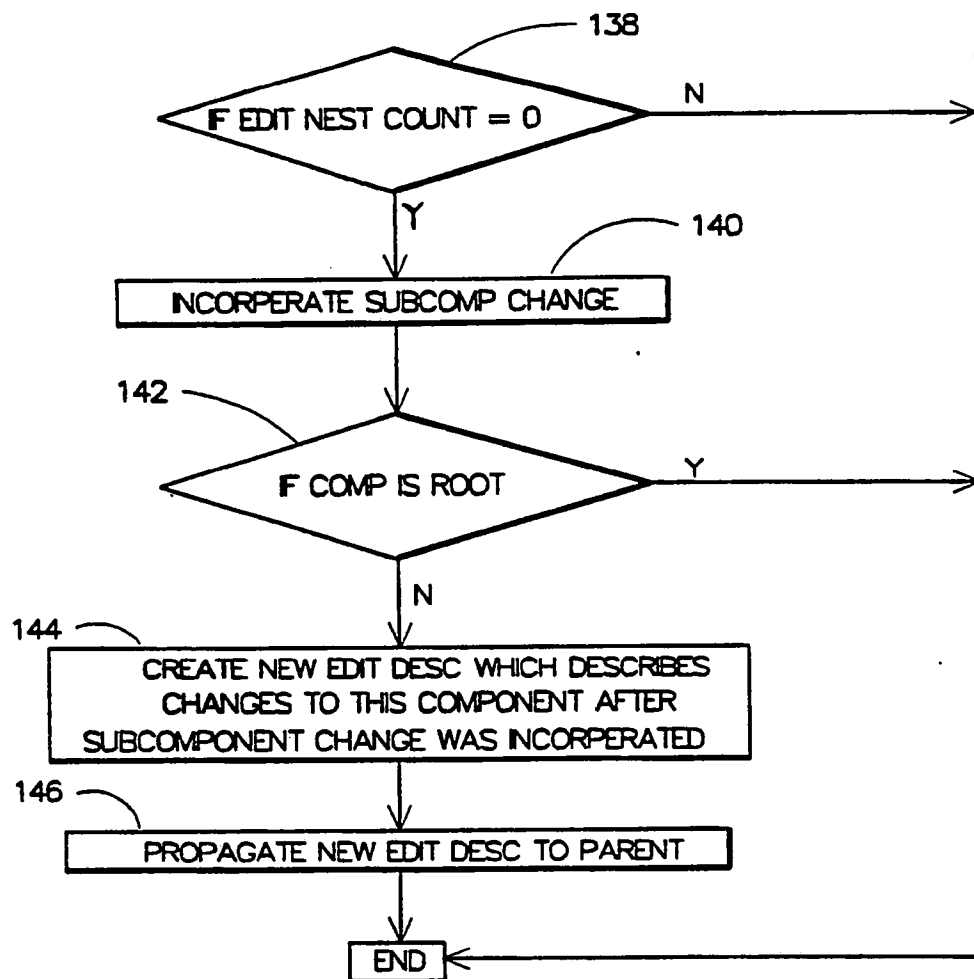 138
IF EDIT NEST COUNT = 0
N
Y
140
INCORPERATE SUBCOMP CHANGE
142
IF COMP IS ROOT
Y
N
144
CREATE NEW EDIT DESC WHICH DESCRIBES
CHANGES TO THIS COMPONENT AFTER
SUBCOMPONENT CHANGE WAS INCORPERATED
146
PROPAGATE NEW EDIT DESC TO PARENT
END